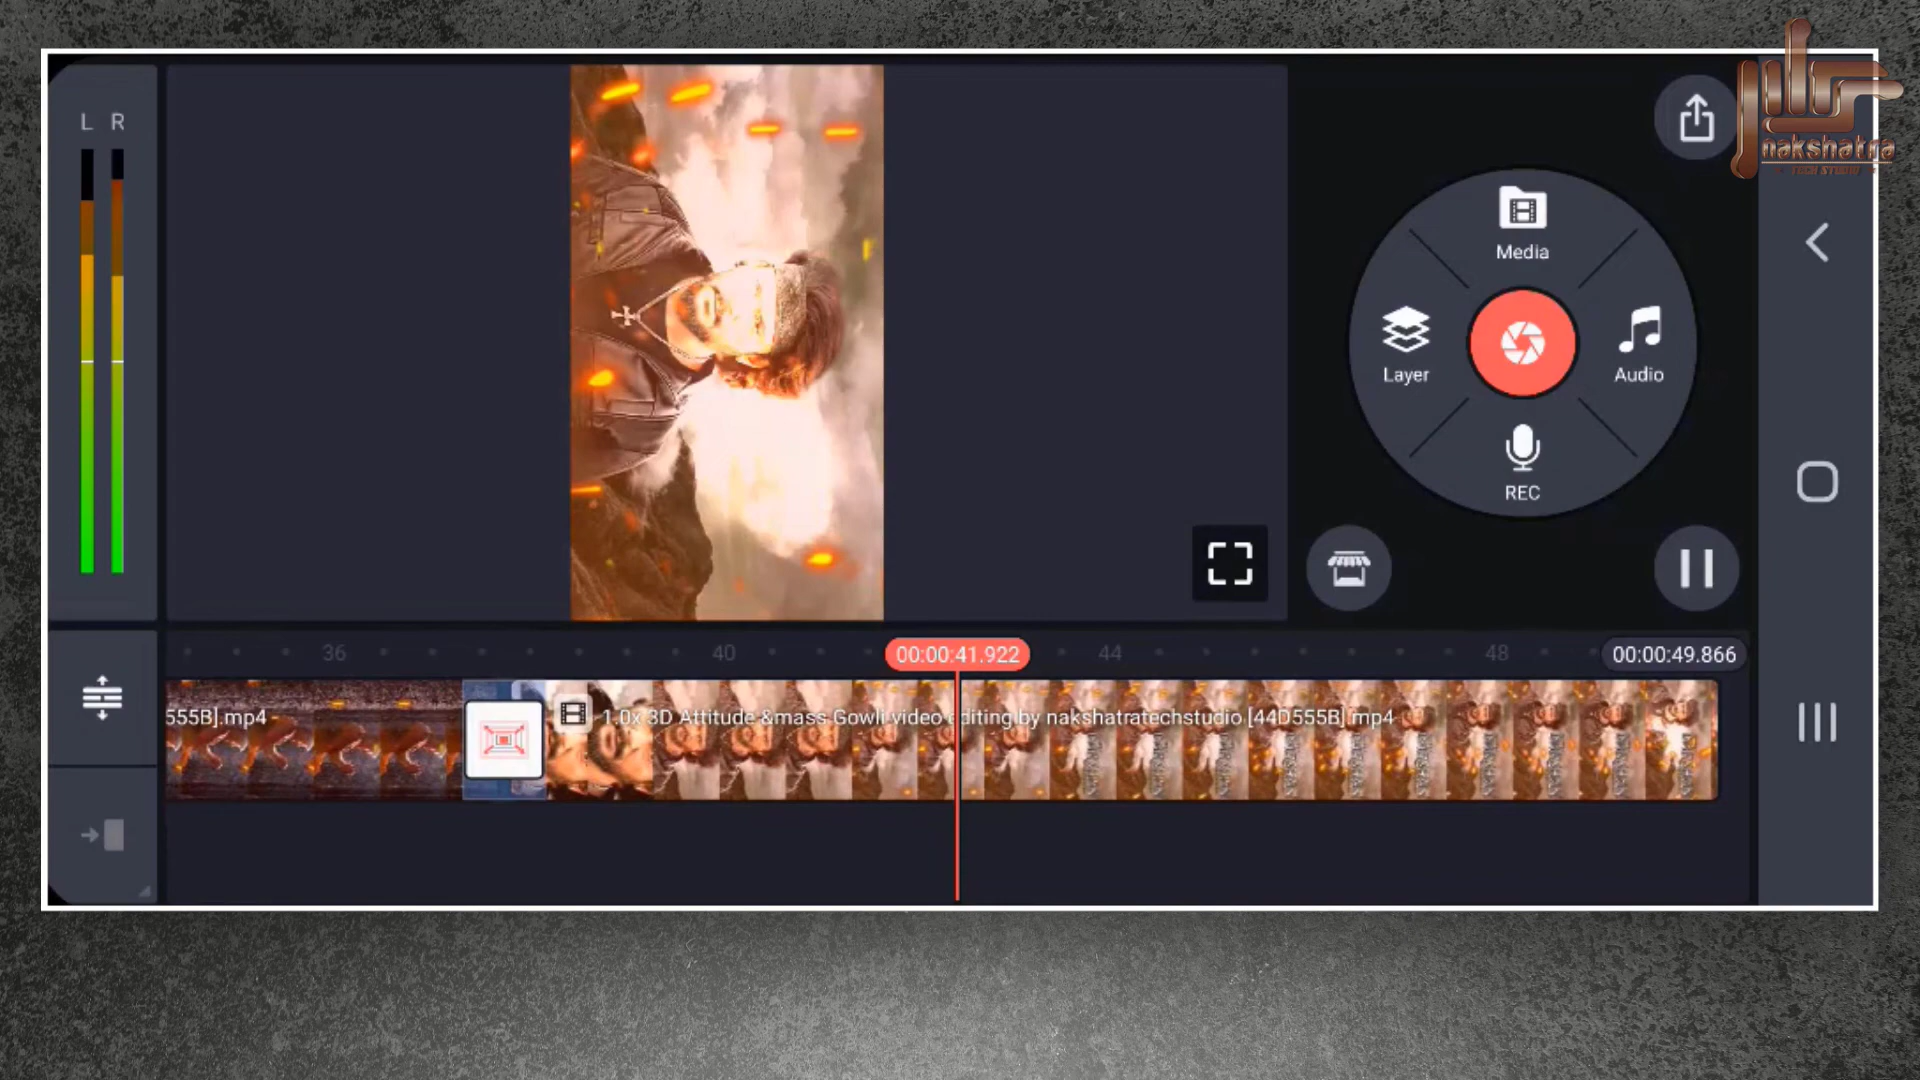 L R
nakshatra
TECH STUDIO
Media
Layer
Audio
REC
36
40
00:00:41.922
44
48
00:00:49.866
555B].mp4
1.0x 3D Attitude &mass Gowli video editing by nakshatratechstudio [44D555B].mp4